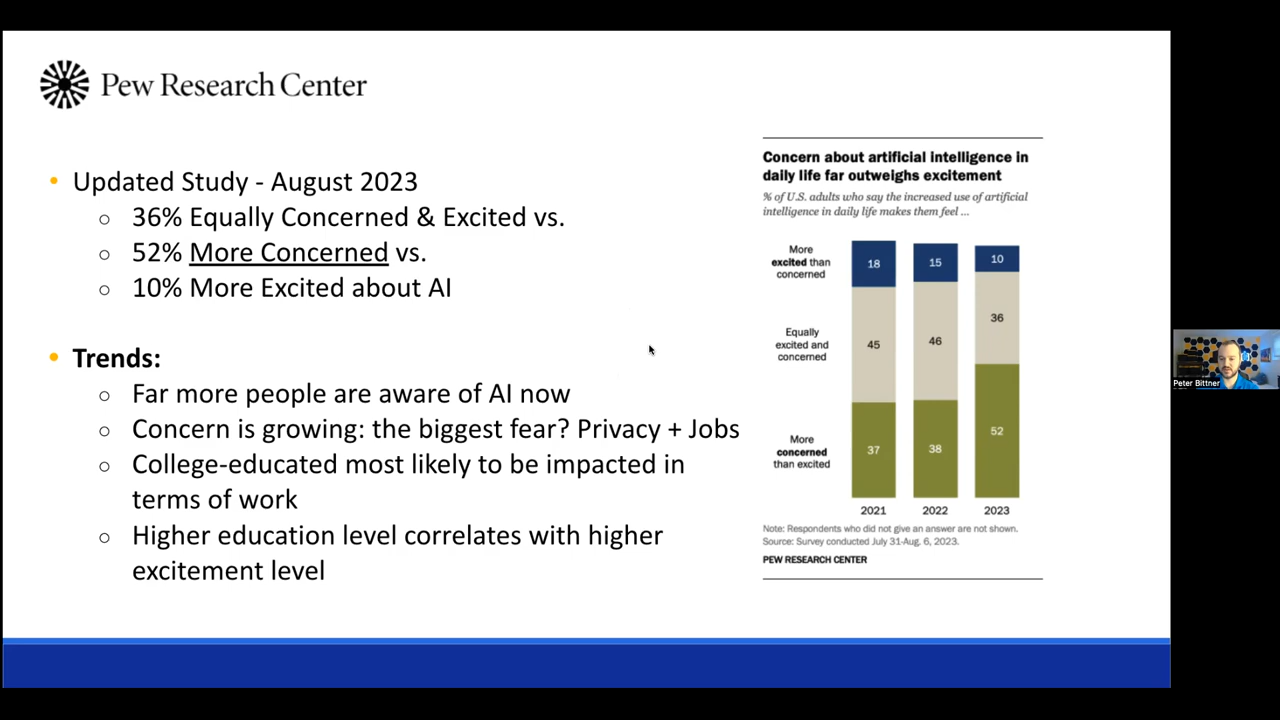 Pew Research Center
• Updated Study - August 2023
○ 36% Equally Concerned & Excited vs.
○ 52% More Concerned vs.
○ 10% More Excited about AI
• Trends:
○ Far more people are aware of AI now
○ Concern is growing: the biggest fear? Privacy + Jobs
○ College-educated most likely to be impacted in
terms of work
○ Higher education level correlates with higher
excitement level
Concern about artificial intelligence in
daily life far outweighs excitement
% of U.S. adults who say the increased use of artificial
intelligence in daily life makes them feel ...
More
excited than
concerned
18
15
10
Equally
excited and
concerned
45
46
36
More
concerned
than excited
37
38
52
2021
2022
2023
Note: Respondents who did not give an answer are not shown.
Source: Survey conducted July 31-Aug. 6, 2023.
PEW RESEARCH CENTER
Peter Bittner